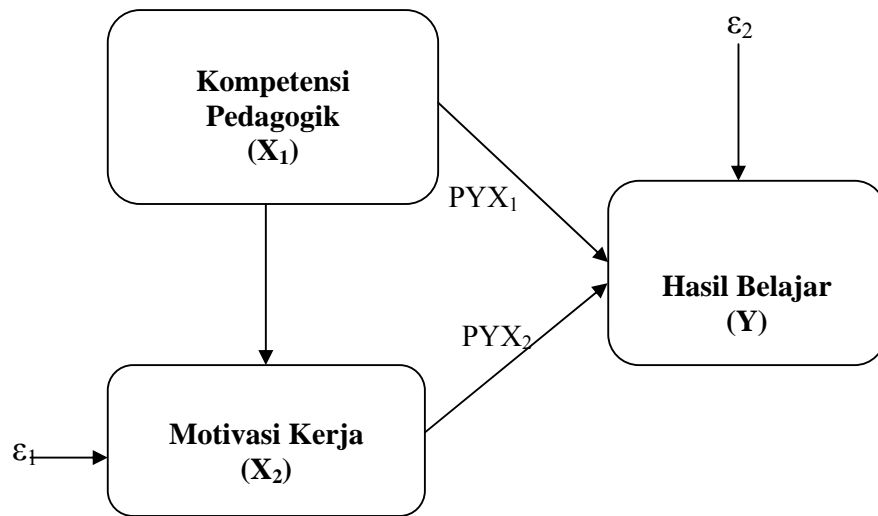 ε₂
Kompetensi
Pedagogik
(X₁)
PYX₁
Hasil Belajar
(Y)
PYX₂
Motivasi Kerja
(X₂)
ε₁